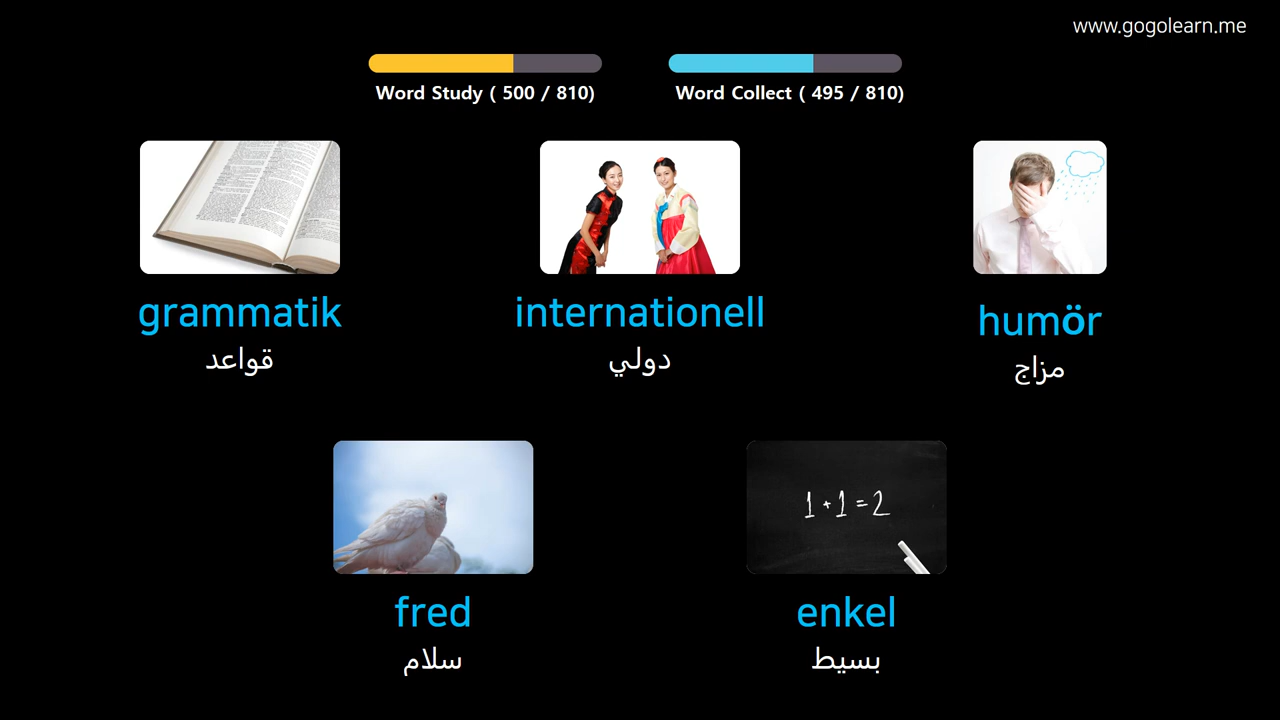 www.gogolearn.me
Word Study ( 500 / 810)
Word Collect ( 495 / 810)
grammatik
قواعد
internationell
دولي
humör
مزاج
1 + 1 = 2
fred
سلام
enkel
بسيط